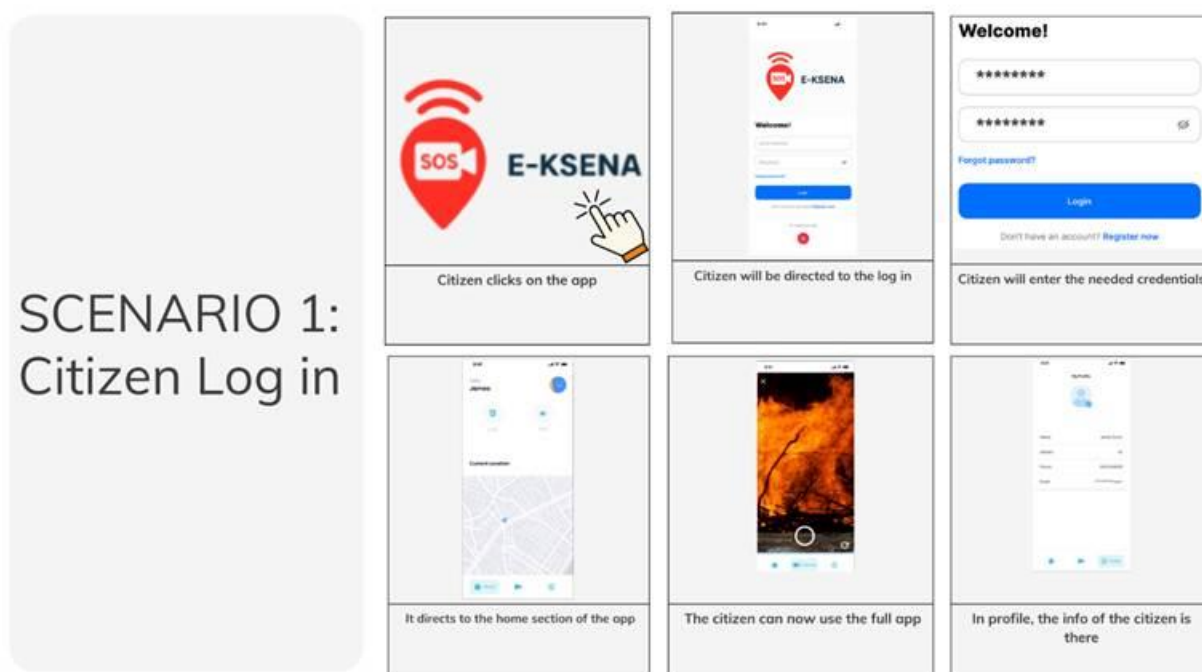 SCENARIO 1:
Citizen Log in
SOS
E-KSENA
Citizen clicks on the app
SOS
E-KSENA
Welcome!
Citizen will be directed to the log in
Welcome!
********
********
Forgot password?
Login
Don't have an account? Register now
Citizen will enter the needed credentials
James
Current Location
It directs to the home section of the app
The citizen can now use the full app
My Profile
In profile, the info of the citizen is
there